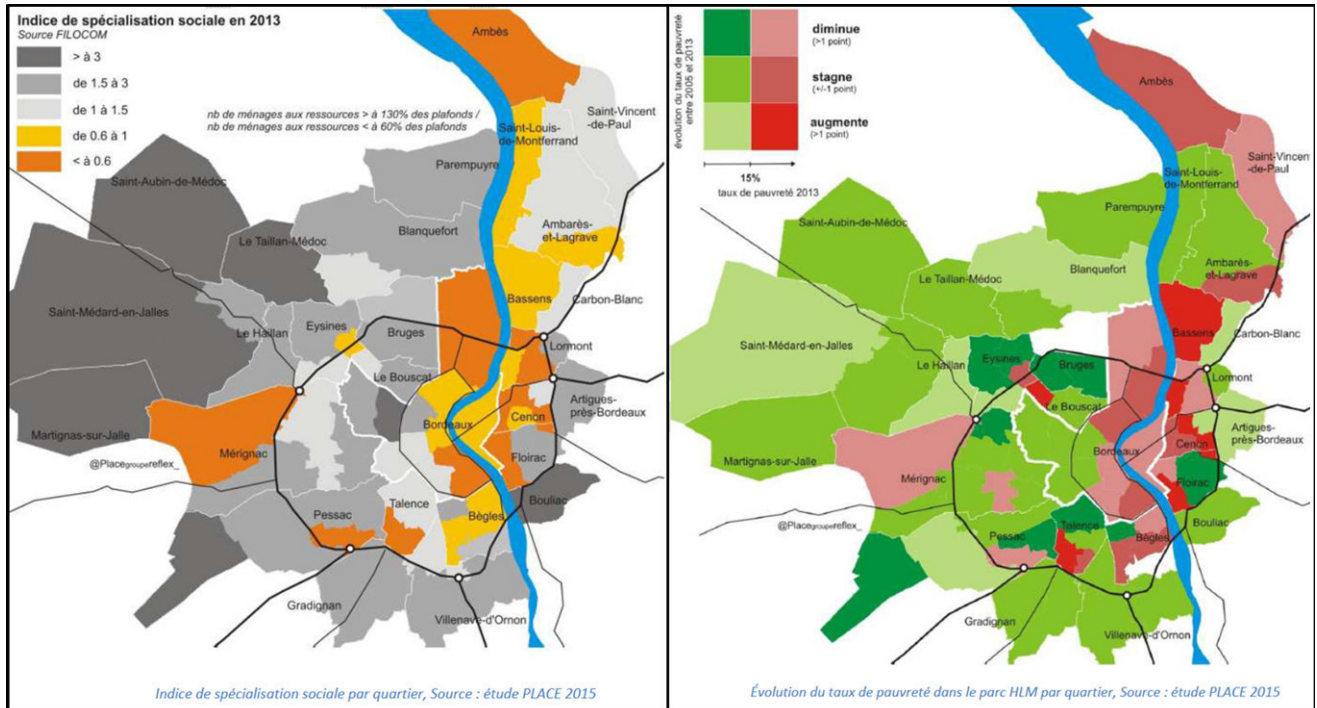 Indice de spécialisation sociale en 2013
Source FILOCOM
> à 3
de 1.5 à 3
de 1 à 1.5
de 0.6 à 1
< à 0.6
nb de ménages aux ressources > à 130% des plafonds /
nb de ménages aux ressources < à 60% des plafonds
Ambès
Saint-Vincent
-de-Paul
Saint-Louis-
de-Montferrand
Parempuyre
Saint-Aubin-de-Médoc
Ambarès-
et-Lagrave
Blanquefort
Le Taillan-Médoc
Bassens
Carbon-Blanc
Saint-Médard-en-Jalles
Le Haillan
Eysines
Bruges
Lormont
Le Bouscat
Artigues-
près-Bordeaux
Cenon
Bordeaux
Martignas-sur-Jalle
Mérignac
Floirac
@Placegroupereflex_
Bouliac
Talence
Pessac
Bègles
Gradignan
Villenave-d'Ornon
Indice de spécialisation sociale par quartier, Source : étude PLACE 2015
évolution du taux de pauvreté
entre 2005 et 2013
diminue
(>1 point)
stagne
(+/-1 point)
augmente
(>1 point)
15%
taux de pauvreté 2013
Ambès
Saint-Vincent
-de-Paul
Saint-Louis-
de-Montferrand
Parempuyre
Saint-Aubin-de-Médoc
Ambarès-
et-Lagrave
Blanquefort
Le Taillan-Médoc
Bassens
Carbon-Blanc
Saint-Médard-en-Jalles
Le Haillan
Eysines
Bruges
Lormont
Le Bouscat
Artigues-
près-Bordeaux
Cenon
Bordeaux
Martignas-sur-Jalle
Mérignac
Floirac
@Placegroupereflex_
Bouliac
Talence
Pessac
Bègles
Gradignan
Villenave-d'Ornon
Évolution du taux de pauvreté dans le parc HLM par quartier, Source : étude PLACE 2015